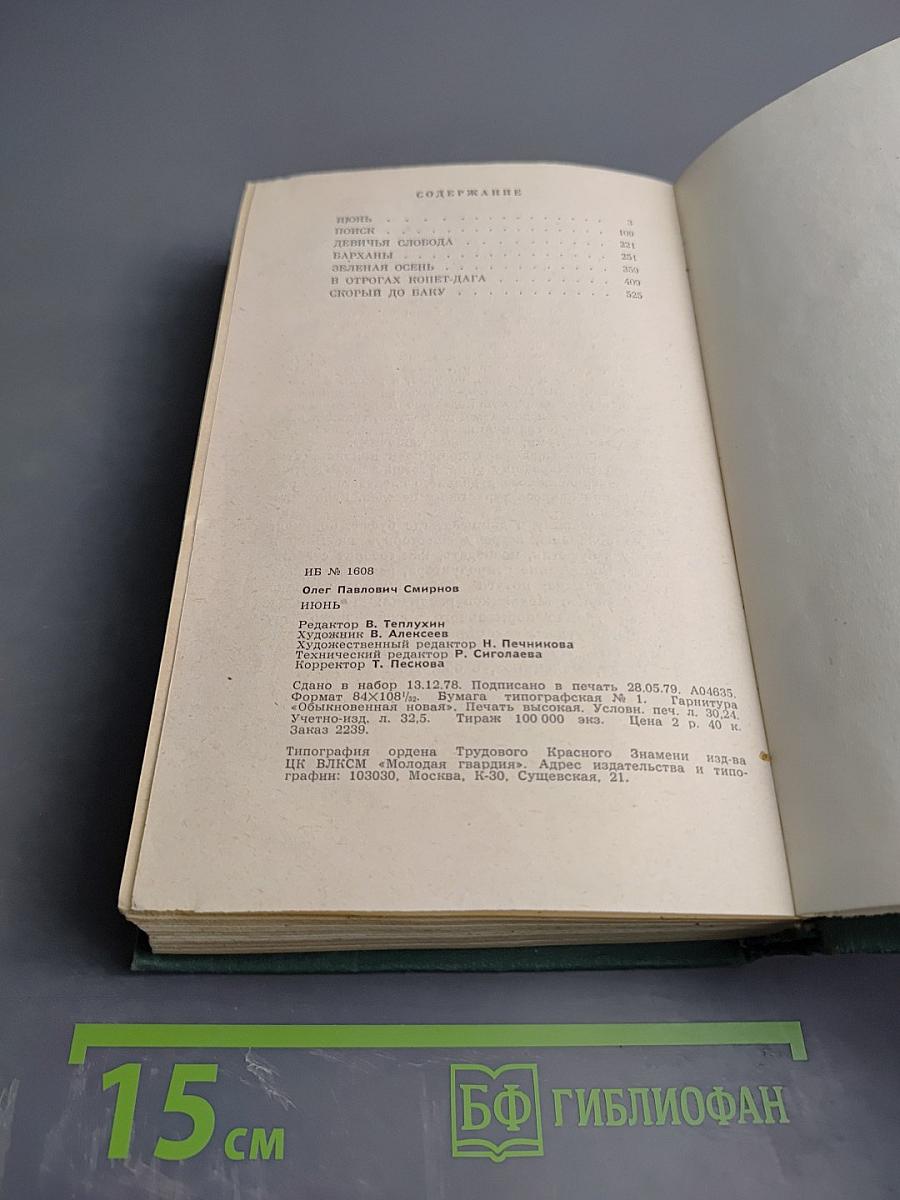 СОДЕРЖАНИЕ
ИЮНЬ . . . . . . . . . . . . . . . 3
ПОИСК . . . . . . . . . . . . . . 109
ДЕВИЧЬЯ СЛОБОДА . . . . . . . . . . 221
БАРХАНЫ . . . . . . . . . . . . . 251
ЗЕЛЕНАЯ ОСЕНЬ . . . . . . . . . . . 359
В ОТРОГАХ КОПЕТ-ДАГА . . . . . . . . 409
СКОРЫЙ ДО БАКУ . . . . . . . . . . 525
ИБ № 1608
Олег Павлович Смирнов
ИЮНЬ
Редактор В. Теплухин
Художник В. Алексеев
Художественный редактор Н. Печникова
Технический редактор Р. Сиголаева
Корректор Т. Пескова
Сдано в набор 13.12.78. Подписано в печать 28.05.79. А04635.
Формат 84×108¹/₃₂. Бумага типографская № 1. Гарнитура
«Обыкновенная новая». Печать высокая. Условн. печ. л. 30,24.
Учетно-изд. л. 32,5. Тираж 100 000 экз. Цена 2 р. 40 к.
Заказ 2239.
Типография ордена Трудового Красного Знамени изд-ва
ЦК ВЛКСМ «Молодая гвардия». Адрес издательства и типо-
графии: 103030, Москва, К-30, Сущевская, 21.
15 см
БФ ГИБЛИОФАН